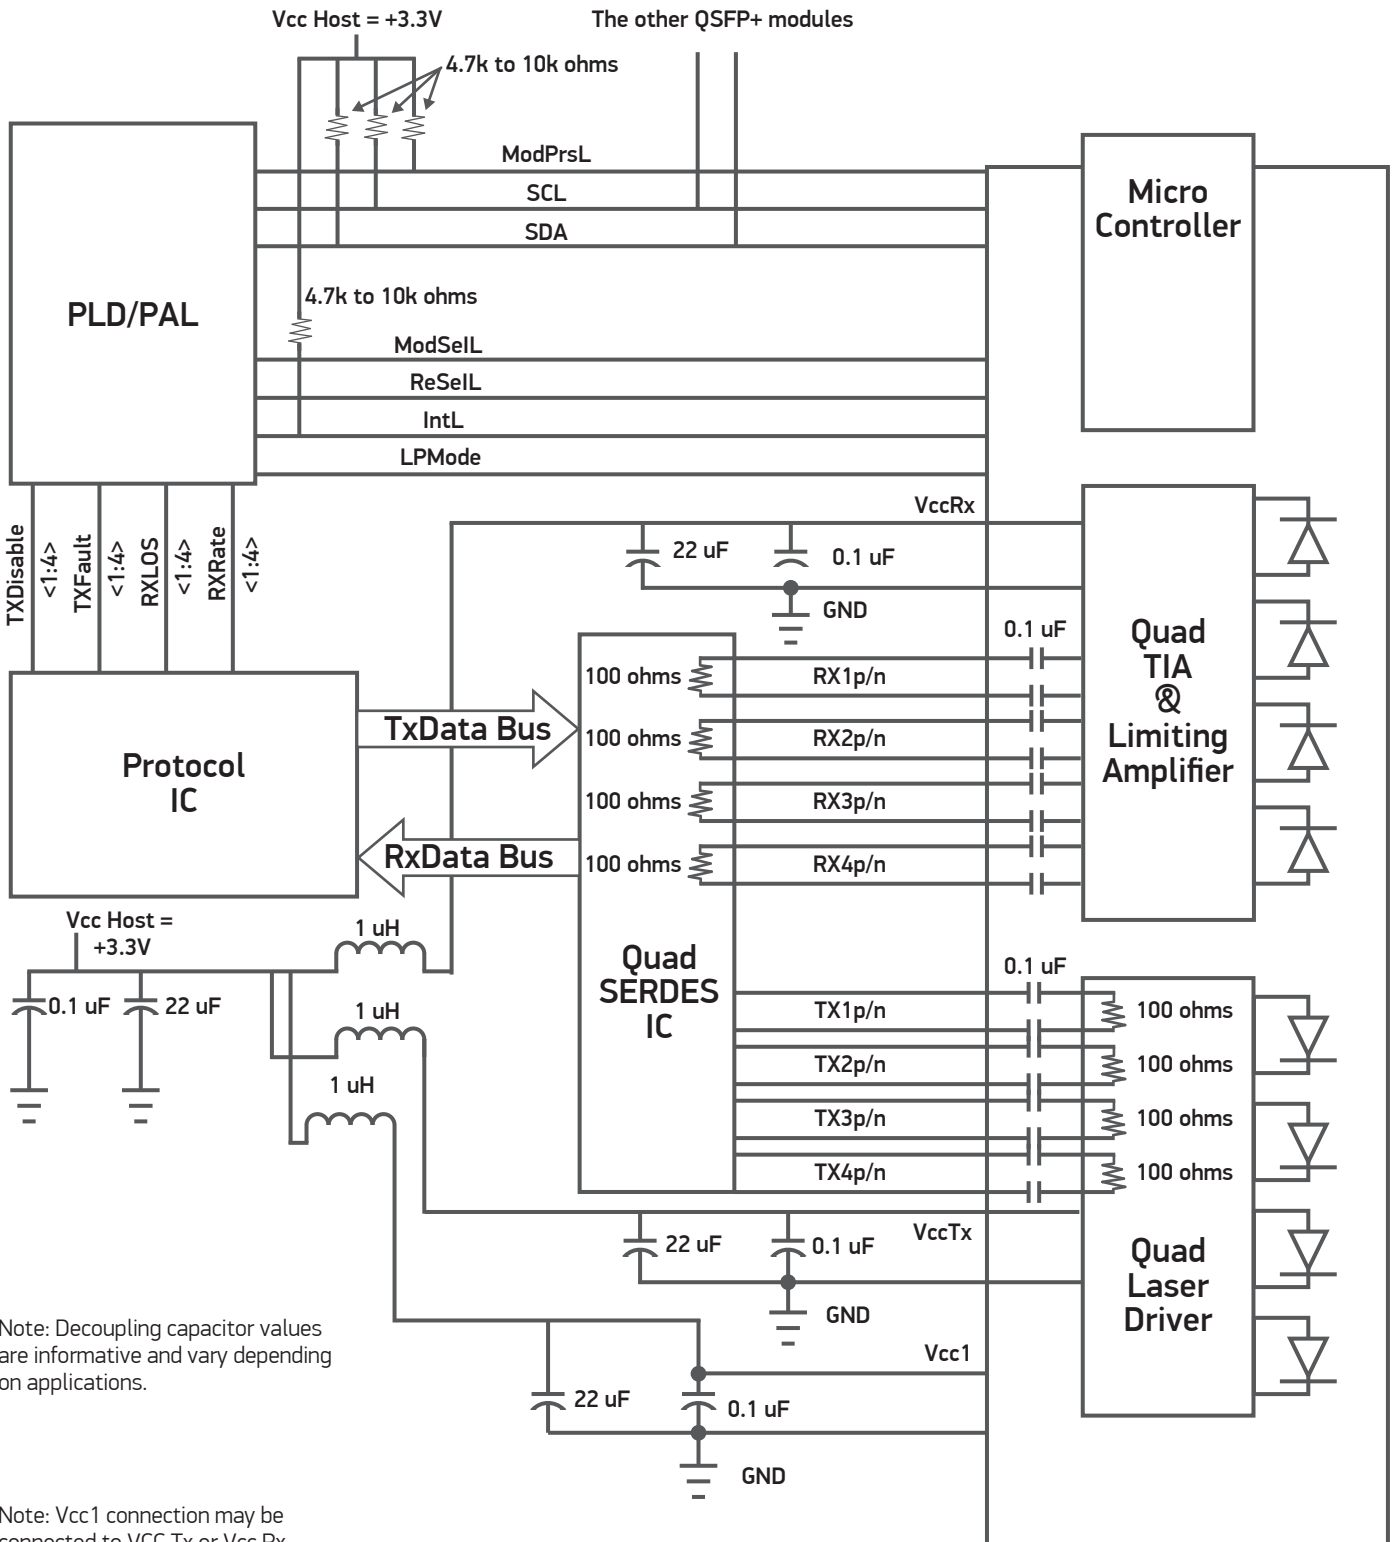 Vcc Host = +3.3V
The other QSFP+ modules
4.7k to 10k ohms
ModPrsL
SCL
SDA
Micro
Controller
PLD/PAL
4.7k to 10k ohms
ModSelL
ReSelL
IntL
LPMode
TXDisable
<1:4>
TXFault
<1:4>
RXLOS
<1:4>
RXRate
<1:4>
VccRx
22 uF
0.1 uF
GND
0.1 uF
Quad
TIA
&
Limiting
Amplifier
100 ohms
RX1p/n
100 ohms
RX2p/n
100 ohms
RX3p/n
100 ohms
RX4p/n
TxData Bus
RxData Bus
Protocol
IC
Vcc Host =
+3.3V
0.1 uF
22 uF
1 uH
1 uH
1 uH
Quad
SERDES
IC
0.1 uF
TX1p/n
100 ohms
TX2p/n
100 ohms
TX3p/n
100 ohms
TX4p/n
100 ohms
VccTx
22 uF
0.1 uF
GND
Quad
Laser
Driver
Note: Decoupling capacitor values
are informative and vary depending
on applications.
Vcc1
22 uF
0.1 uF
GND
Note: Vcc1 connection may be
connected to VCC Tx or Vcc Rx